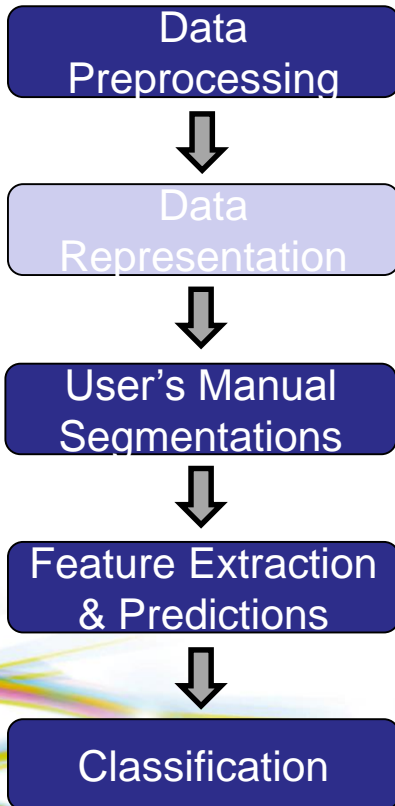 Data
Preprocessing
Data
Representation
User’s Manual
Segmentations
Feature Extraction
& Predictions
Classification